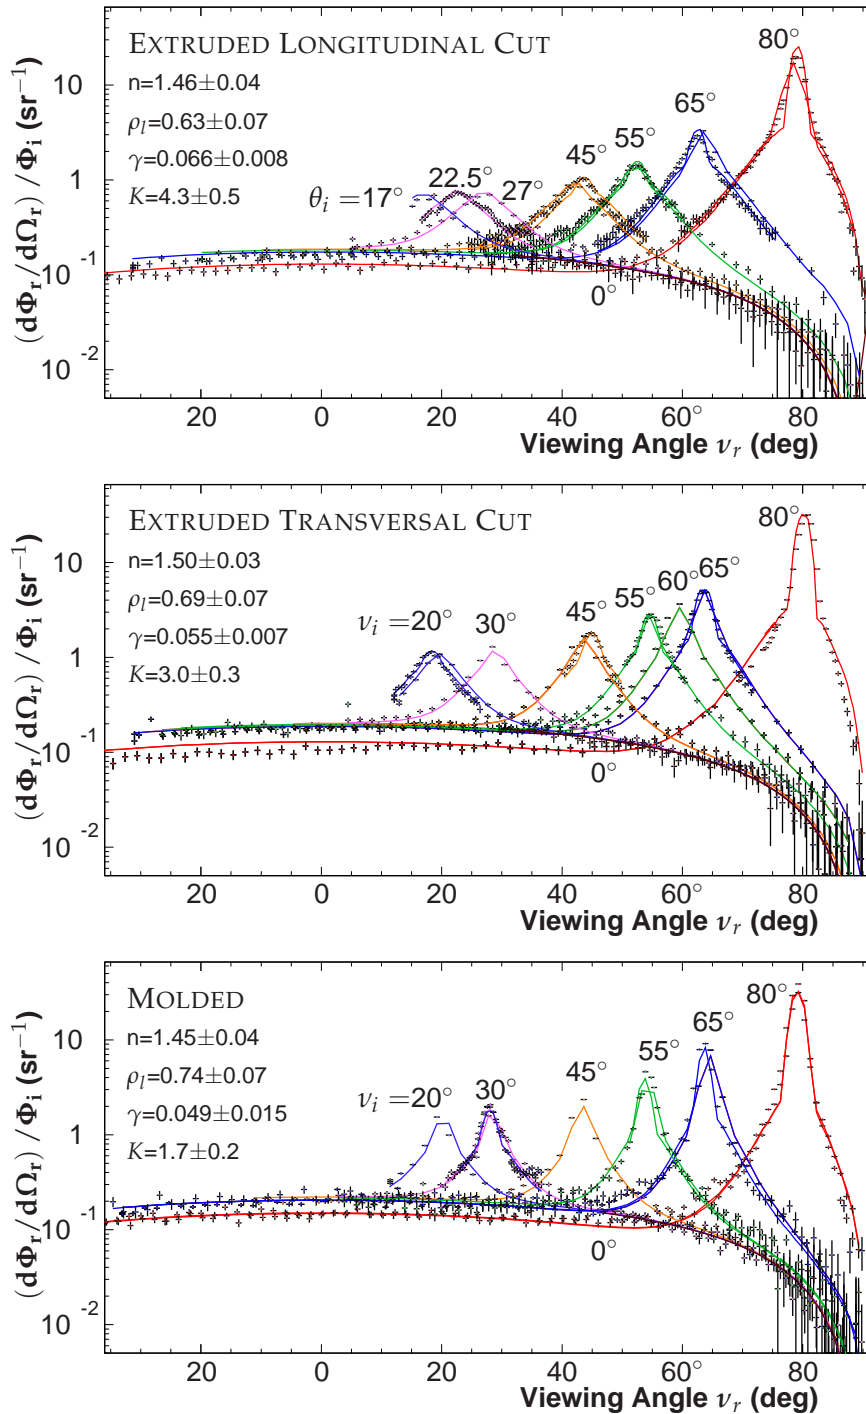 EXTRUDED LONGITUDINAL CUT
n=1.46±0.04
ρl=0.63±0.07
γ=0.066±0.008
K=4.3±0.5
θi =17° 22.5° 27° 45° 55° 65° 80°
0°
(dΦr/dΩr) / Φi (sr−1)
10
1
10 -1
10 -2
20 0 20 40 60° 80
Viewing Angle νr (deg)
EXTRUDED TRANSVERSAL CUT
n=1.50±0.03
ρl=0.69±0.07
γ=0.055±0.007
K=3.0±0.3
νi =20° 30° 45° 55° 60° 65° 80°
0°
(dΦr/dΩr) / Φi (sr−1)
10
1
10 -1
10 -2
20 0 20 40 60° 80
Viewing Angle νr (deg)
MOLDED
n=1.45±0.04
ρl=0.74±0.07
γ=0.049±0.015
K=1.7±0.2
νi =20° 30° 45° 55° 65° 80°
0°
(dΦr/dΩr) / Φi (sr−1)
10
1
10 -1
10 -2
20 0 20 40 60° 80
Viewing Angle νr (deg)